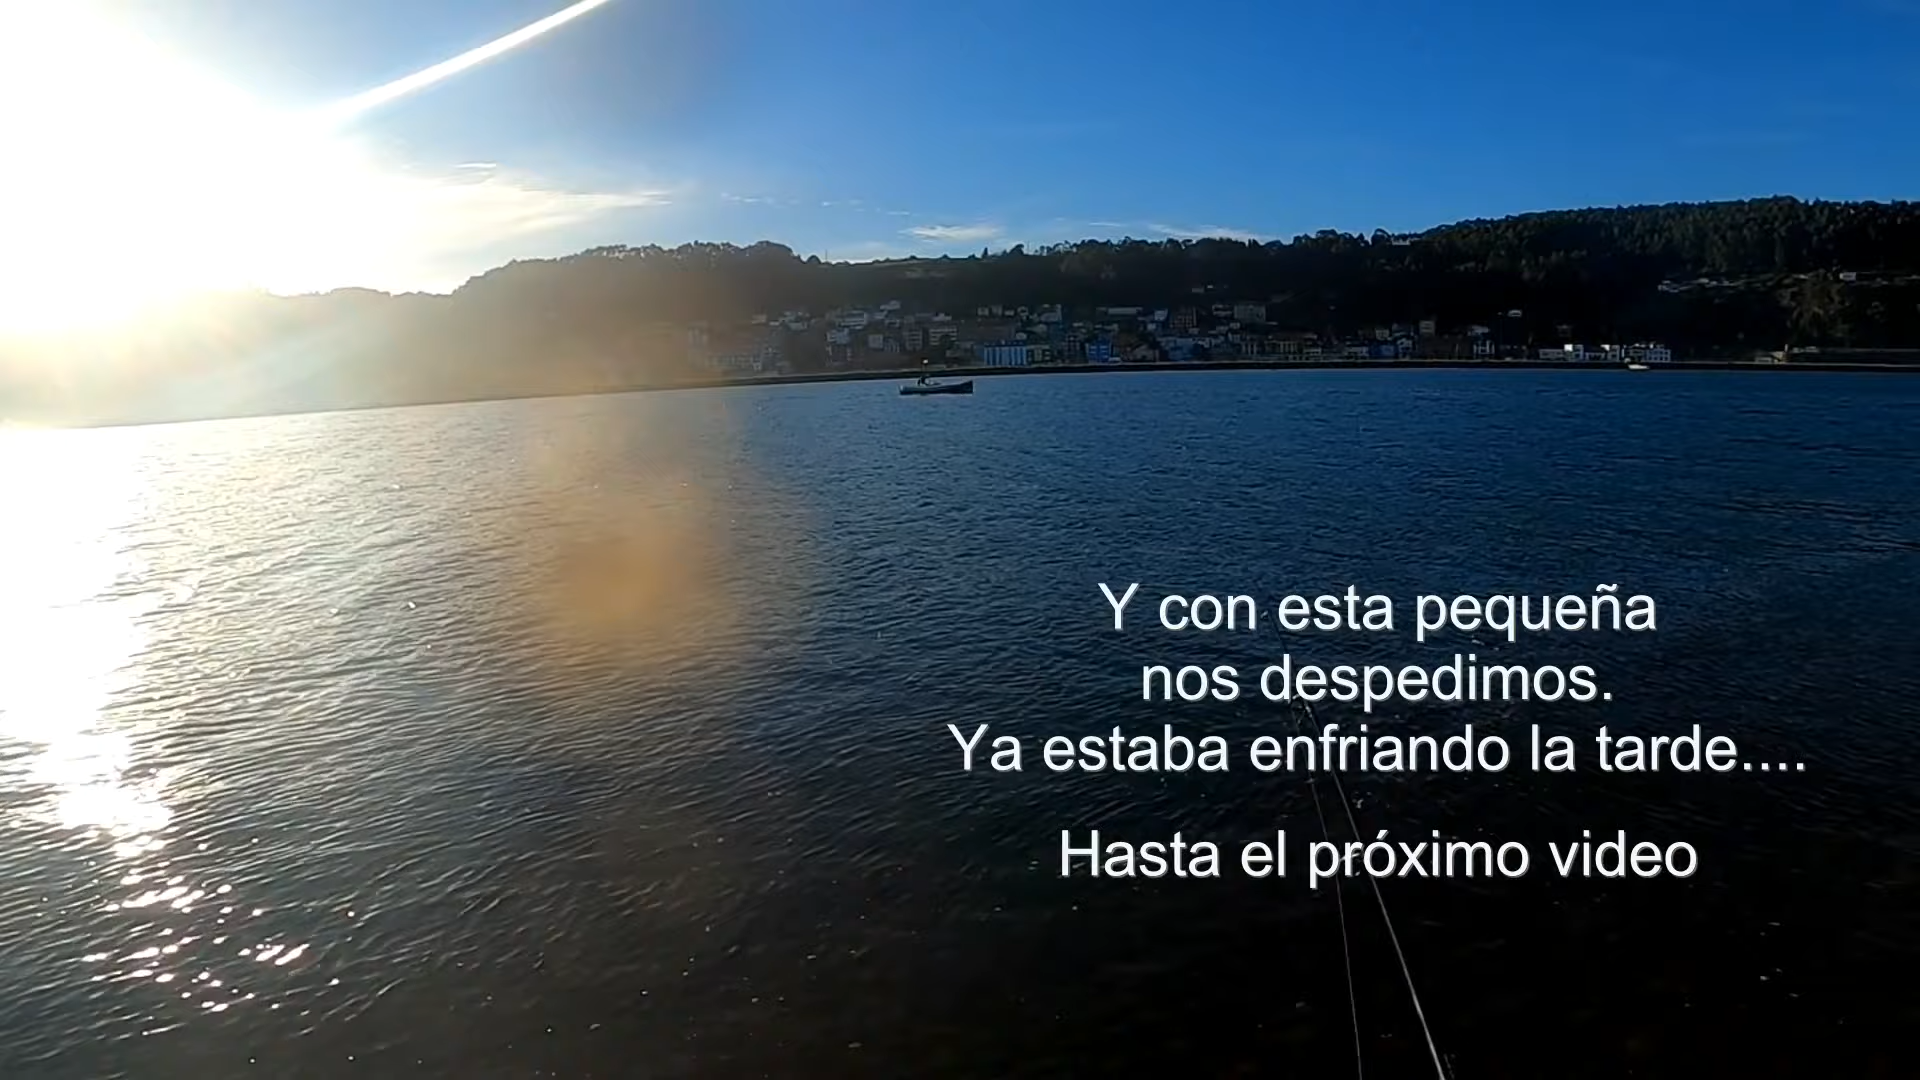 Y con esta pequeña
nos despedimos.
Ya estaba enfriando la tarde....
Hasta el próximo video